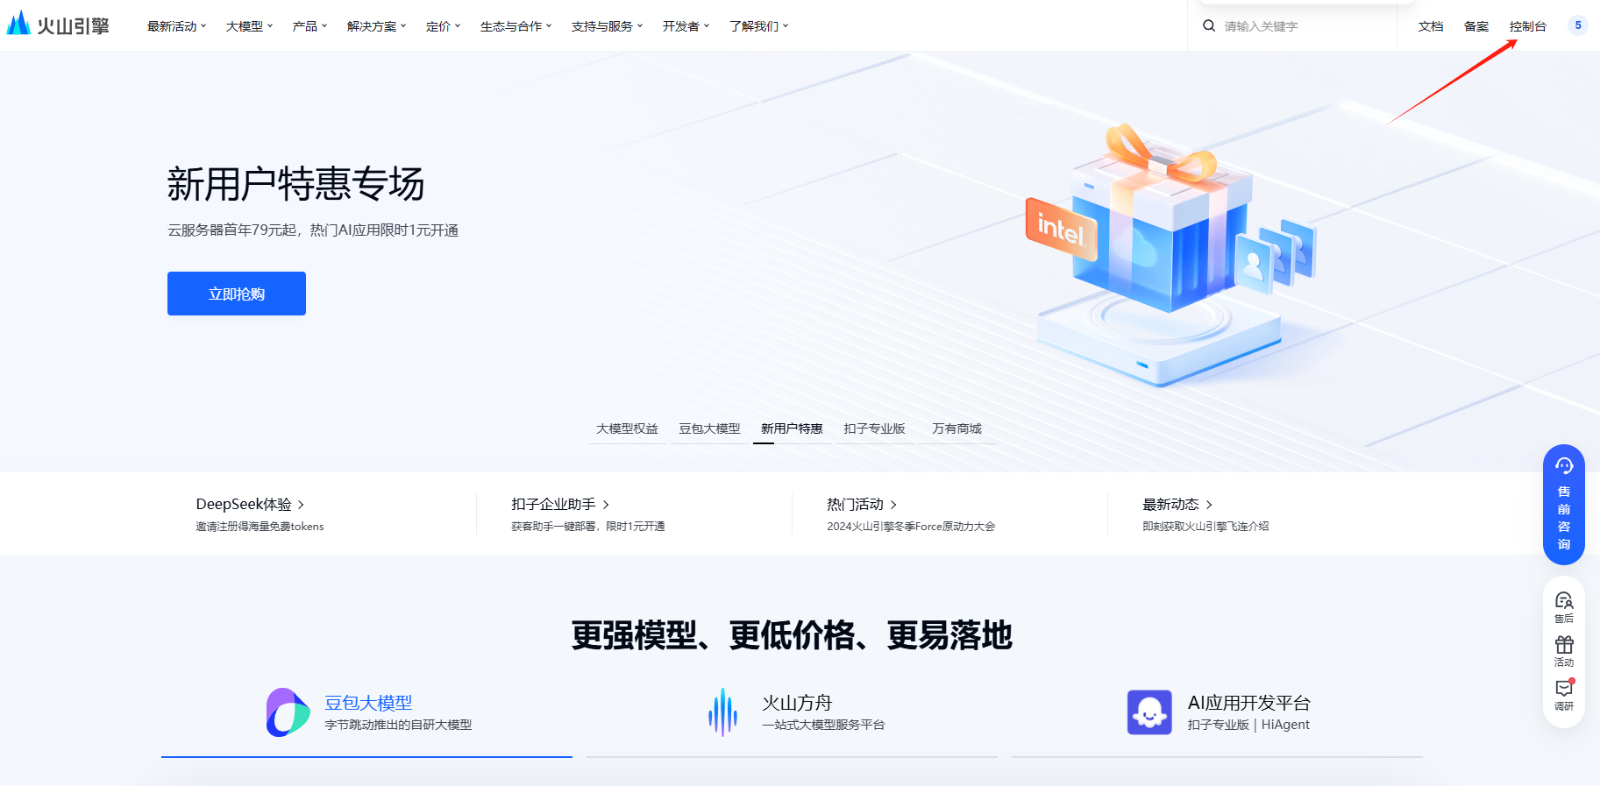 火山引擎
最新活动
大模型
产品
解决方案
定价
生态与合作
支持与服务
开发者
了解我们
请输入关键字
文档
备案
控制台
5
新用户特惠专场
云服务器首年79元起，热门AI应用限时1元开通
立即抢购
intel.
大模型权益
豆包大模型
新用户特惠
扣子专业版
万有商城
DeepSeek体验
邀请注册得海量免费tokens
扣子企业助手
获客助手一键部署，限时1元开通
热门活动
2024火山引擎冬季Force原动力大会
最新动态
即刻获取火山引擎飞连介绍
售前咨询
售后
活动
调研
更强模型、更低价格、更易落地
豆包大模型
字节跳动推出的自研大模型
火山方舟
一站式大模型服务平台
AI应用开发平台
扣子专业版 | HiAgent